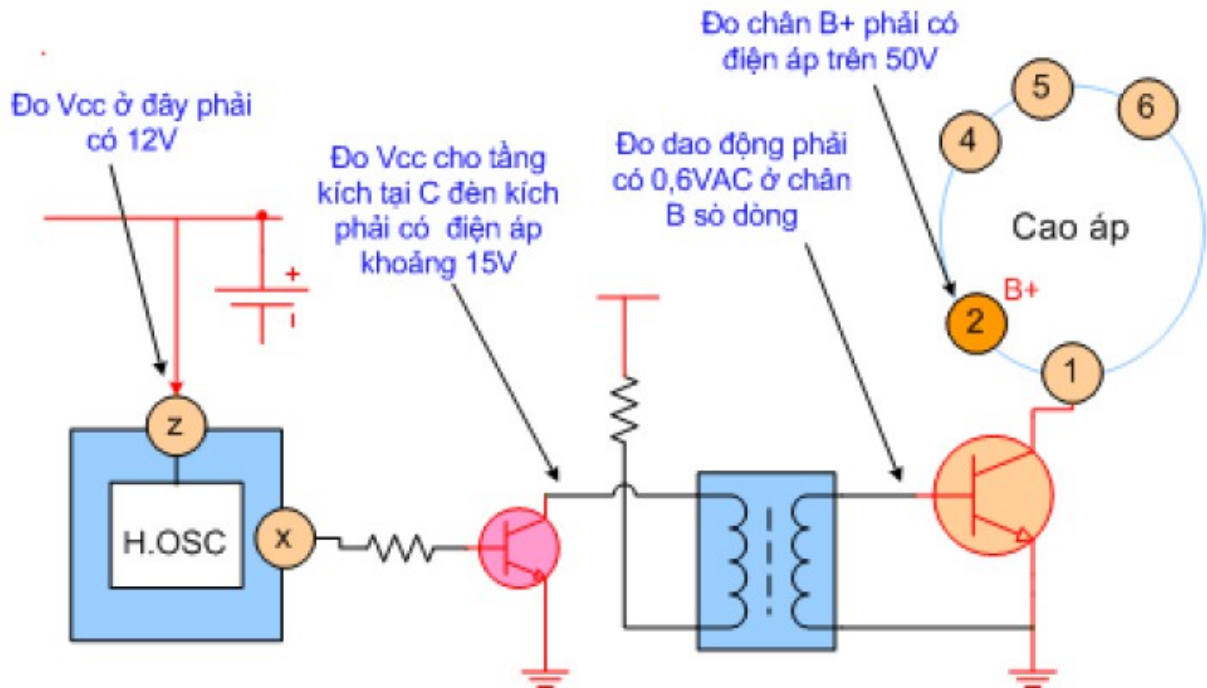 Đo chân B+ phải có
điện áp trên 50V
Đo Vcc ở đây phải
có 12V
Đo Vcc cho tầng
kích tại C đèn kích
phải có điện áp
khoảng 15V
Đo dao động phải
có 0,6VAC ở chân
B sò dòng
5
6
4
Cao áp
B+
2
1
+
z
H.OSC
x